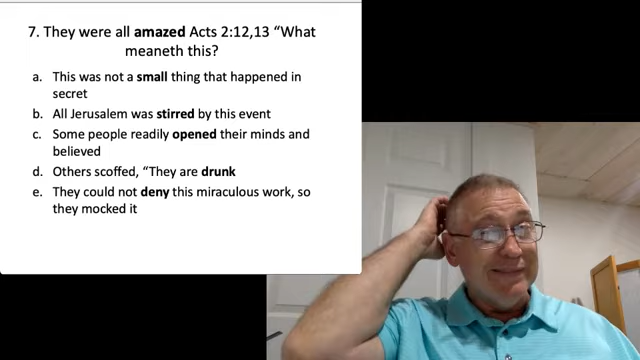 7. They were all amazed Acts 2:12,13 “What
meaneth this?
a. This was not a small thing that happened in
secret
b. All Jerusalem was stirred by this event
c. Some people readily opened their minds and
believed
d. Others scoffed, “They are drunk
e. They could not deny this miraculous work, so
they mocked it